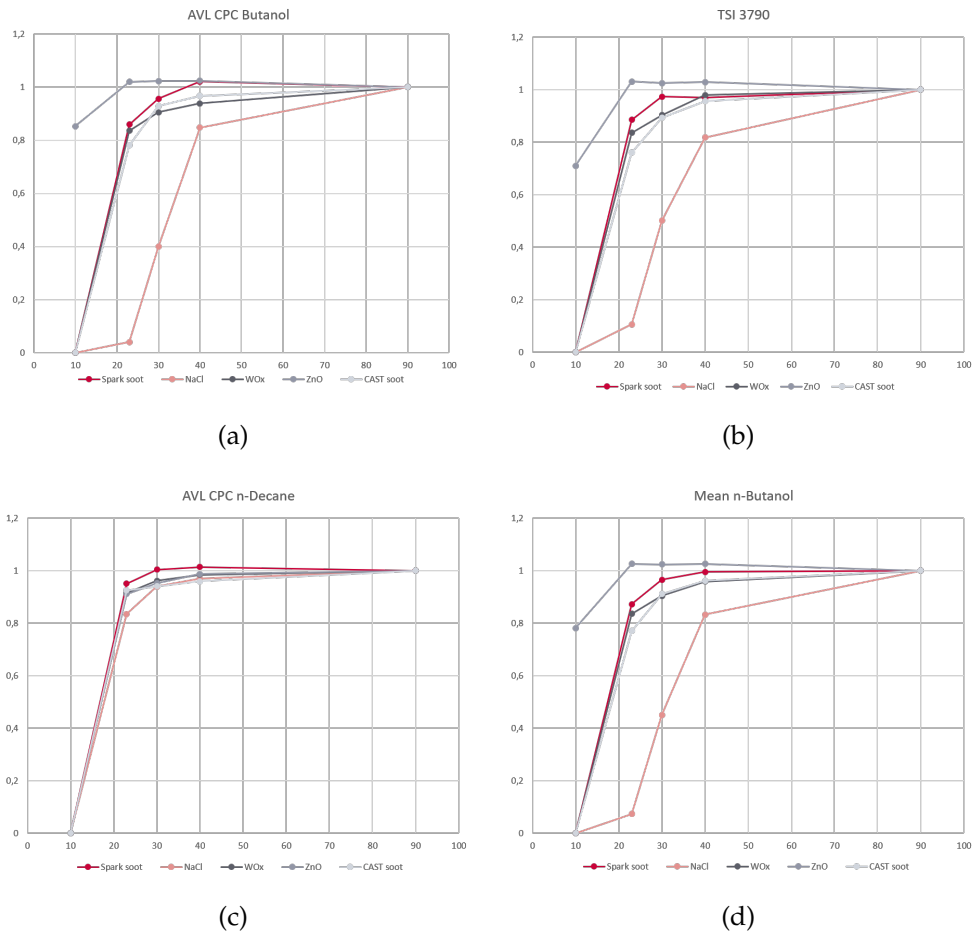 AVL CPC Butanol
1,2
1
0,8
0,6
0,4
0,2
0
0 10 20 30 40 50 60 70 80 90 100
Spark soot NaCl WOx ZnO CAST soot
(a)
TSI 3790
1,2
1
0,8
0,6
0,4
0,2
0
0 10 20 30 40 50 60 70 80 90 100
Spark soot NaCl WOx ZnO CAST soot
(b)
AVL CPC n-Decane
1,2
1
0,8
0,6
0,4
0,2
0
0 10 20 30 40 50 60 70 80 90 100
Spark soot NaCl WOx ZnO CAST soot
(c)
Mean n-Butanol
1,2
1
0,8
0,6
0,4
0,2
0
0 10 20 30 40 50 60 70 80 90 100
Spark soot NaCl WOx ZnO CAST soot
(d)